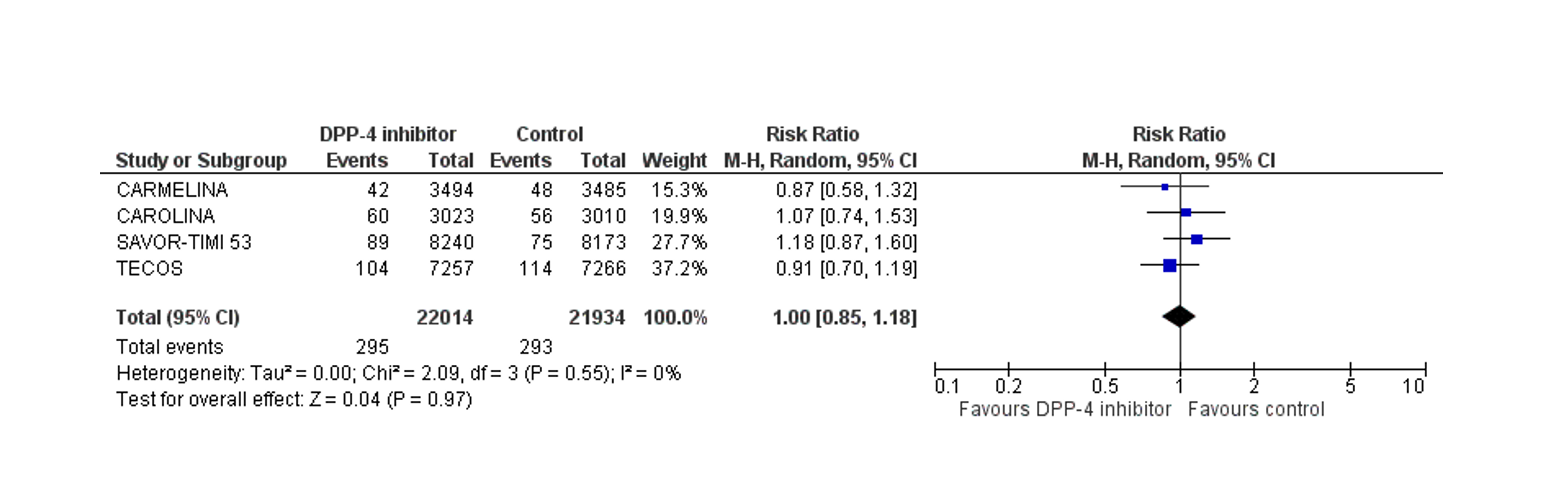 DPP-4 inhibitor Control Risk Ratio Risk Ratio
Study or Subgroup Events Total Events Total Weight M-H, Random, 95% CI M-H, Random, 95% CI
CARMELINA 42 3494 48 3485 15.3% 0.87 [0.58, 1.32]
CAROLINA 60 3023 56 3010 19.9% 1.07 [0.74, 1.53]
SAVOR-TIMI 53 89 8240 75 8173 27.7% 1.18 [0.87, 1.60]
TECOS 104 7257 114 7266 37.2% 0.91 [0.70, 1.19]
Total (95% CI) 22014 21934 100.0% 1.00 [0.85, 1.18]
Total events 295 293
Heterogeneity: Tau² = 0.00; Chi² = 2.09, df = 3 (P = 0.55); I² = 0%
Test for overall effect: Z = 0.04 (P = 0.97)
0.1 0.2 0.5 1 2 5 10
Favours DPP-4 inhibitor Favours control